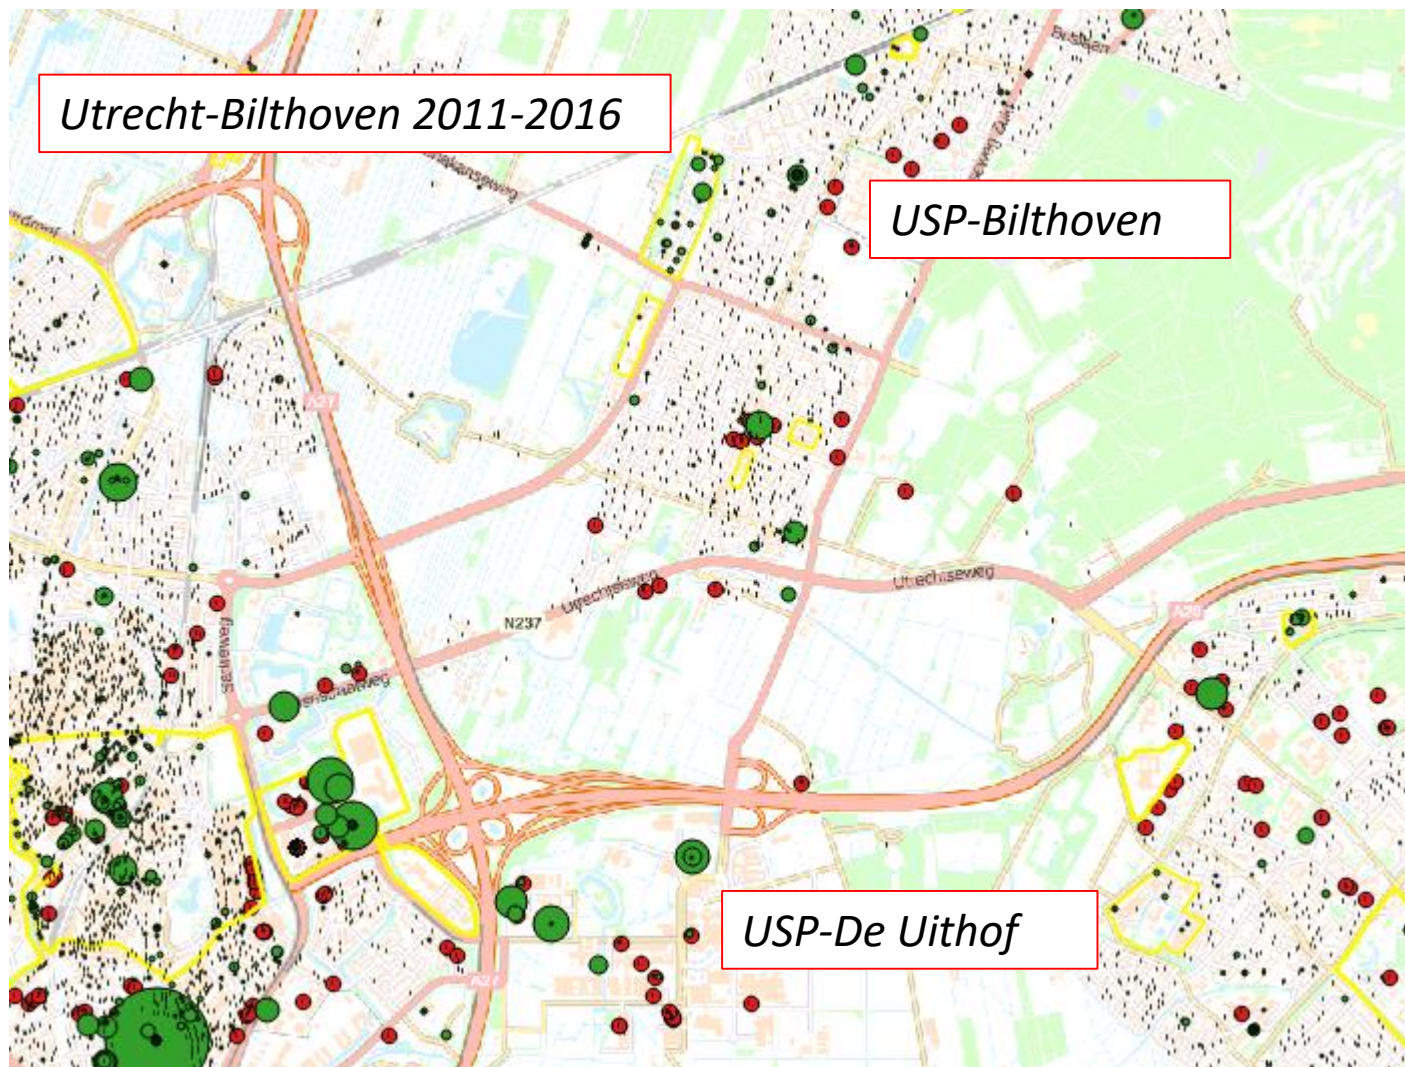 Utrecht-Bilthoven 2011-2016
USP-Bilthoven
A27
Utrechtseweg
Utrechtseweg
N237
A28
USP-De Uithof
A27